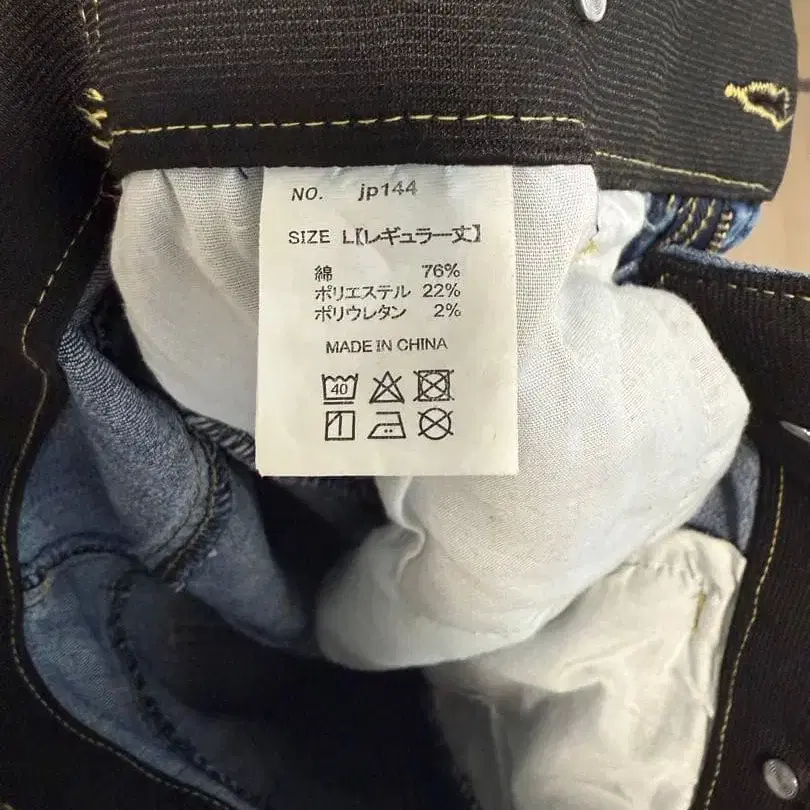 NO. jp144
SIZE L【レギュラー丈】
綿 76%
ポリエステル 22%
ポリウレタン 2%
MADE IN CHINA
40